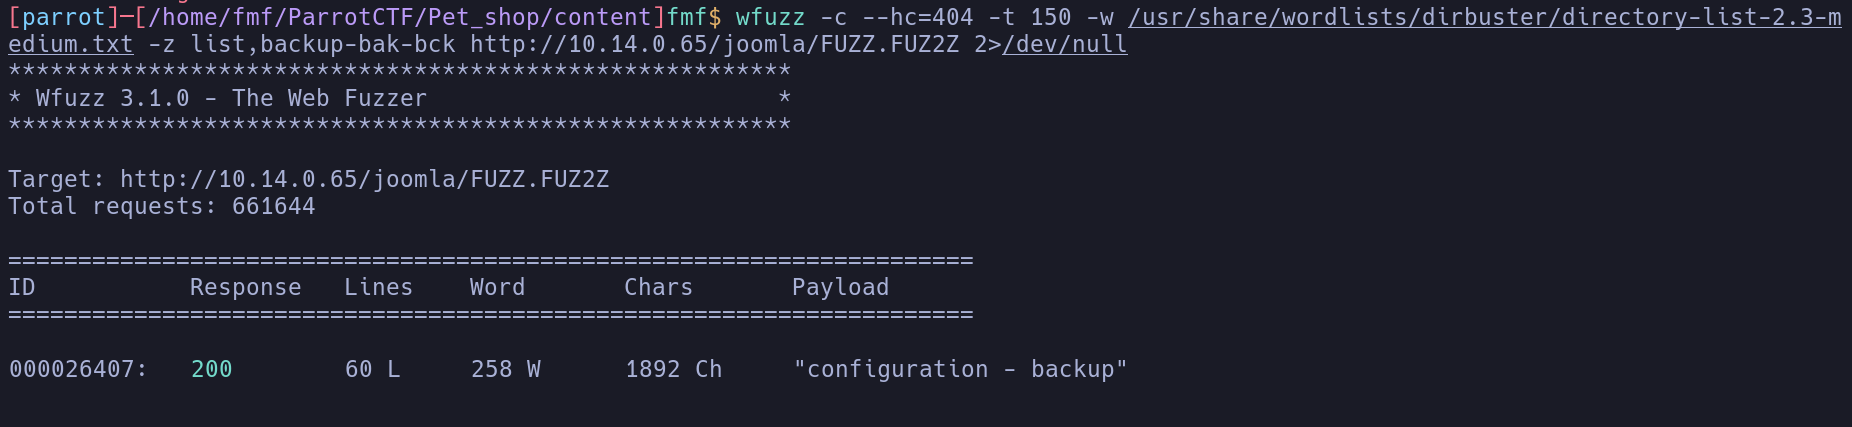 [parrot]─[/home/fmf/ParrotCTF/Pet_shop/content]fmf$ wfuzz -c --hc=404 -t 150 -w /usr/share/wordlists/dirbuster/directory-list-2.3-m
edium.txt -z list,backup-bak-bck http://10.14.0.65/joomla/FUZZ.FUZ2Z 2>/dev/null
********************************************************
* Wfuzz 3.1.0 - The Web Fuzzer                         *
********************************************************

Target: http://10.14.0.65/joomla/FUZZ.FUZ2Z
Total requests: 661644

=====================================================================
ID           Response   Lines    Word       Chars       Payload
=====================================================================

000026407:   200        60 L     258 W      1892 Ch     "configuration - backup"